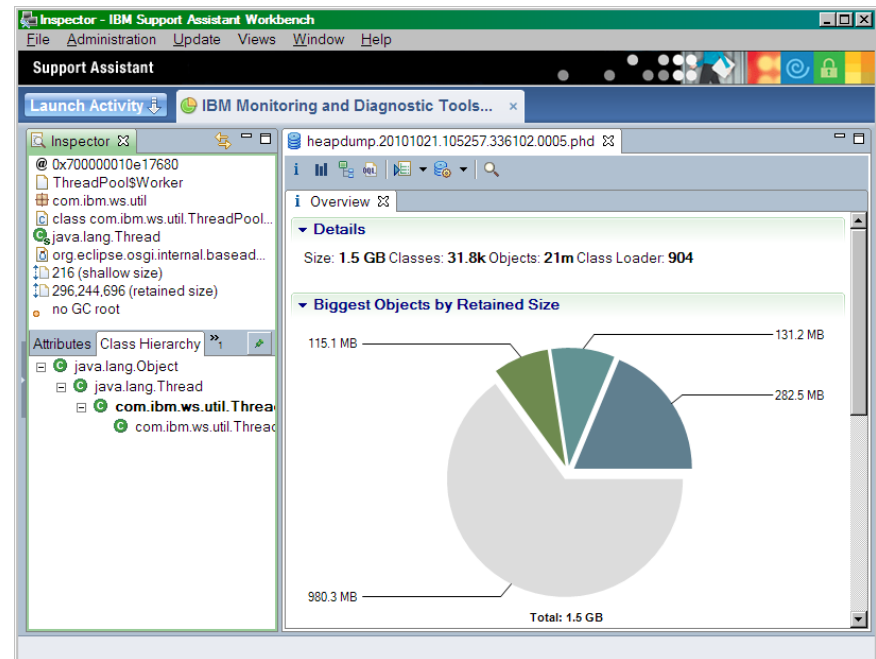 Inspector - IBM Support Assistant Workbench
File Administration Update Views Window Help
Support Assistant
Launch Activity
IBM Monitoring and Diagnostic Tools...
Inspector
@ 0x700000010e17680
ThreadPool$Worker
com.ibm.ws.util
class com.ibm.ws.util.ThreadPool...
java.lang.Thread
org.eclipse.osgi.internal.basead...
216 (shallow size)
296,244,696 (retained size)
no GC root
Attributes Class Hierarchy »1
java.lang.Object
java.lang.Thread
com.ibm.ws.util.Threa
com.ibm.ws.util.Threac
heapdump.20101021.105257.336102.0005.phd
i
i Overview
Details
Size: 1.5 GB Classes: 31.8k Objects: 21m Class Loader: 904
Biggest Objects by Retained Size
115.1 MB
131.2 MB
282.5 MB
980.3 MB
Total: 1.5 GB